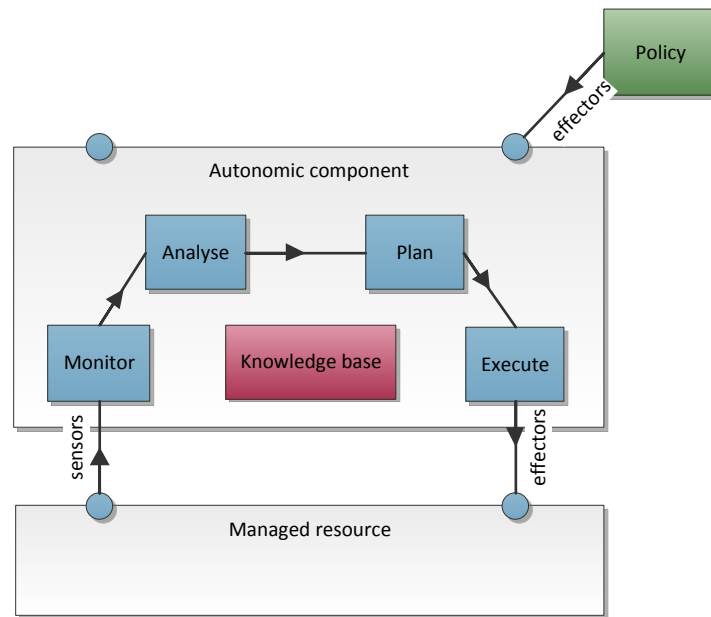 Policy
effectors
Autonomic component
Analyse
Plan
Monitor
Knowledge base
Execute
sensors
effectors
Managed resource